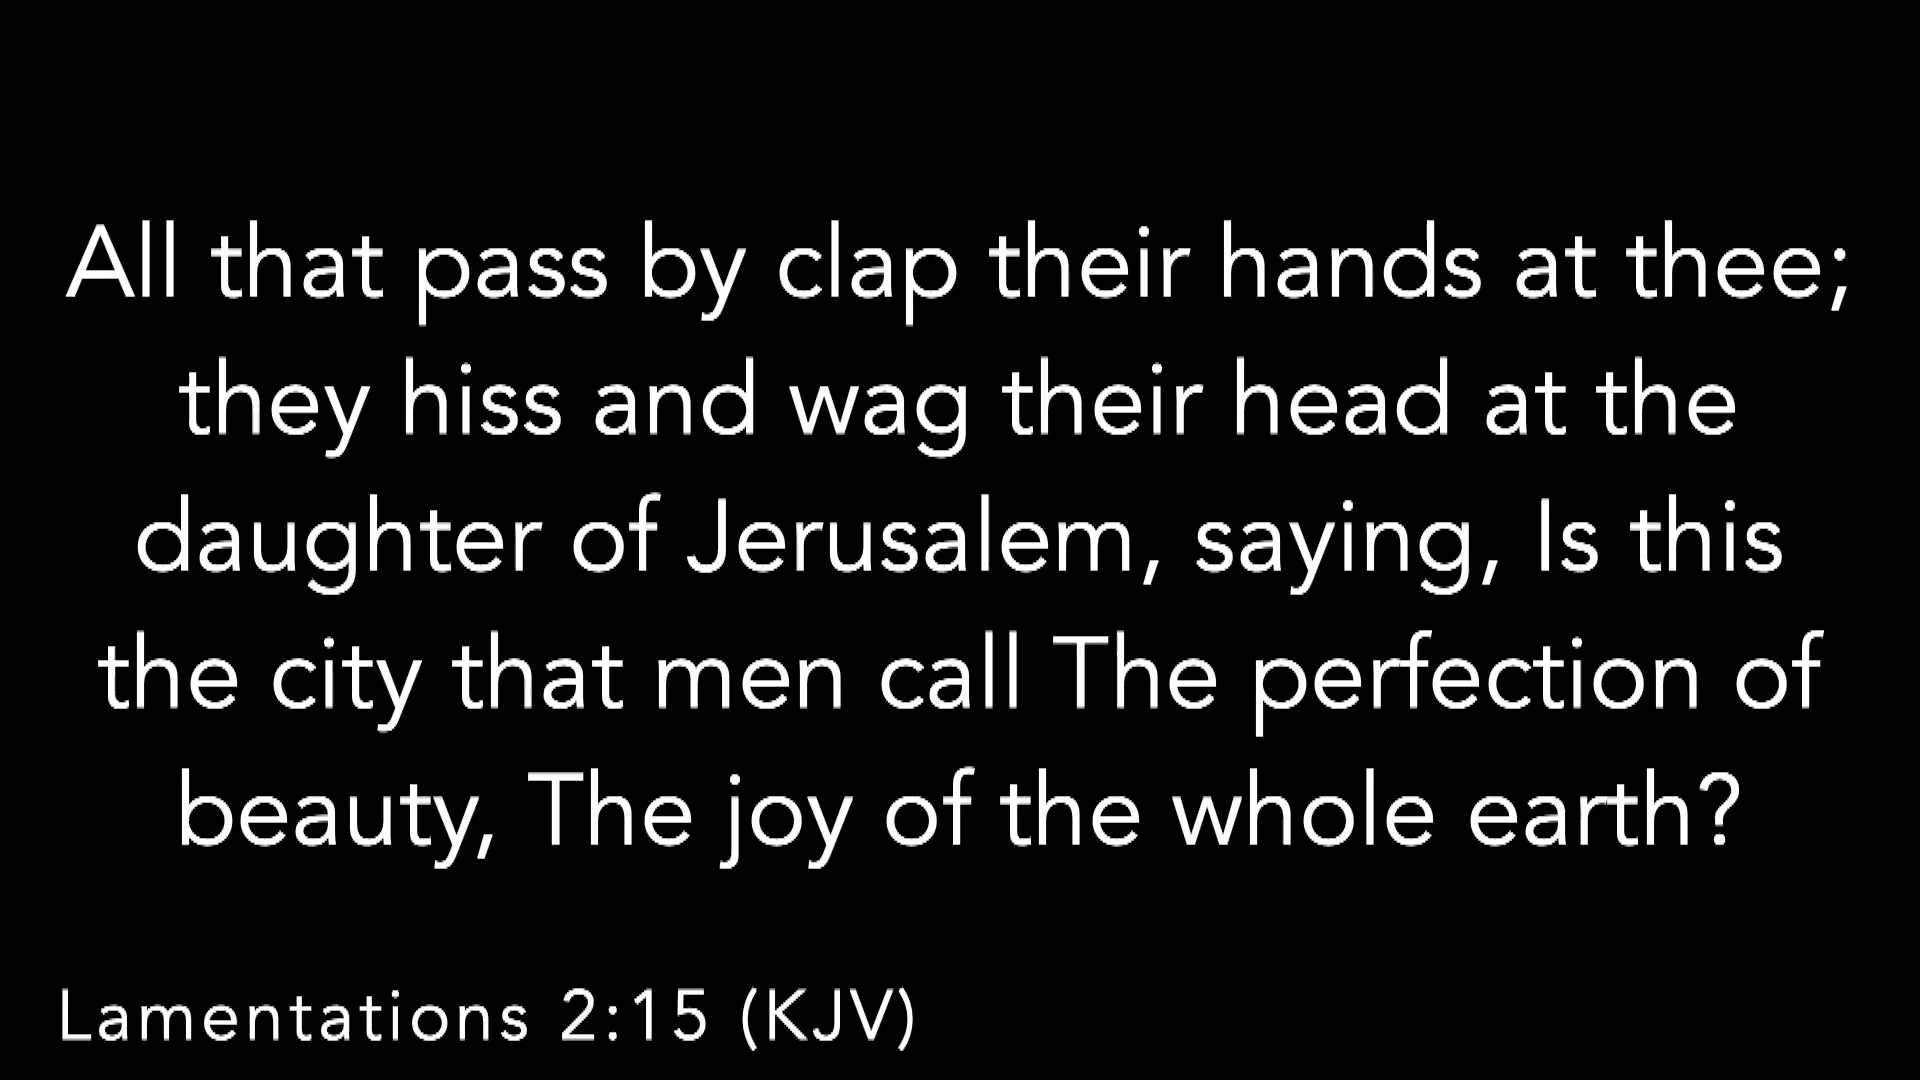 All that pass by clap their hands at thee;
they hiss and wag their head at the
daughter of Jerusalem, saying, Is this
the city that men call The perfection of
beauty, The joy of the whole earth?
Lamentations 2:15 (KJV)